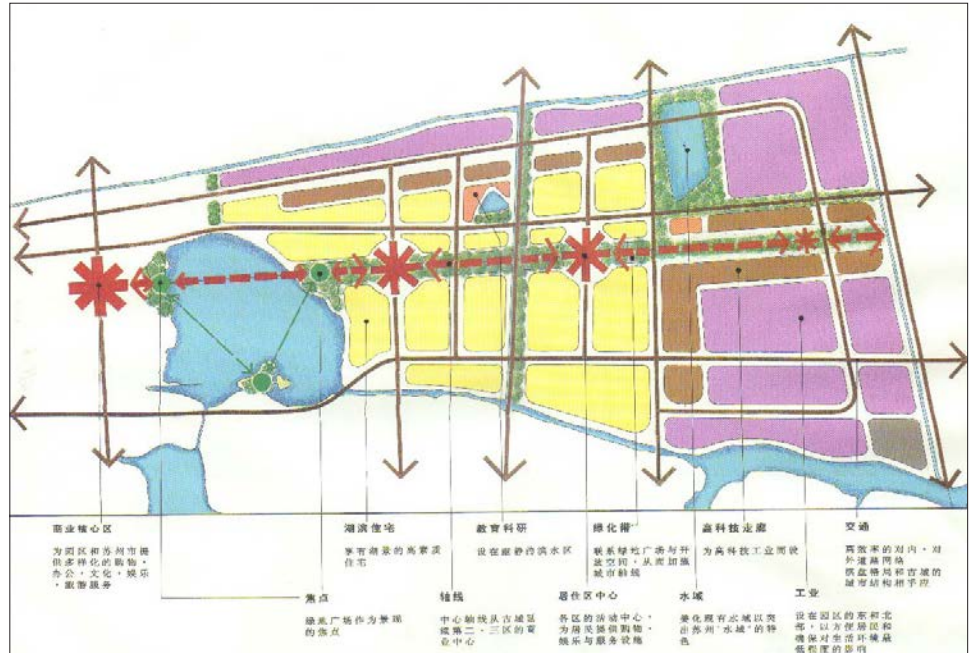 商业核心区
为园区和苏州市提
供多样化的购物、
办公、文化、娱乐
、旅游服务
焦点
绿地广场作为景观
的焦点
湖滨住宅
享有湖景的高素质
住宅
轴线
中心轴线从古城区
继第二、三区的商
业中心
教育科研
设在寂静的滨水区
居住区中心
各区的活动中心，
为居民提供购物、
娱乐与服务设施
绿化带
联系绿地广场与开
放空间，从而加强
城市轴线
水域
美化现有水域以突
出苏州"水城"的特
色
高科技走廊
为高科技工业而设
工业
设在园区的东和北
部，以方便居民和
确保对生活环境最
低程度的影响
交通
高效率的对内、对
外道路网络
棋盘格局和古城的
城市结构相呼应